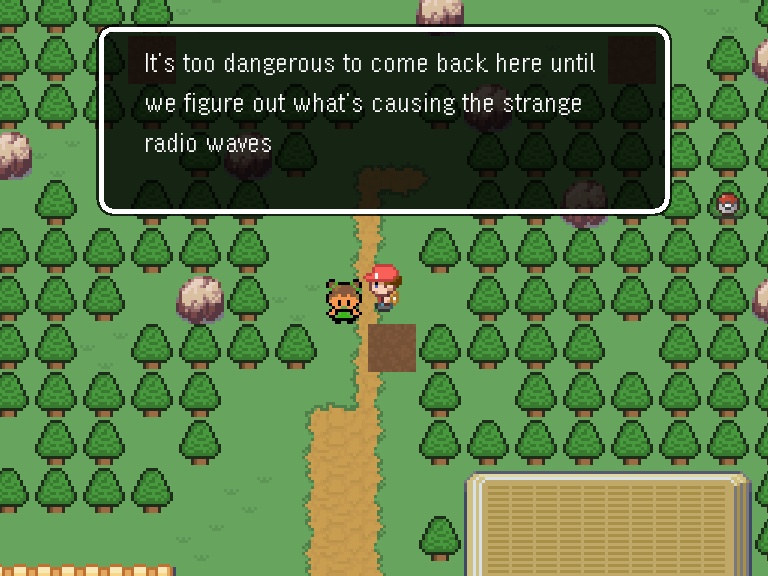 It's too dangerous to come back here until
we figure out what's causing the strange
radio waves